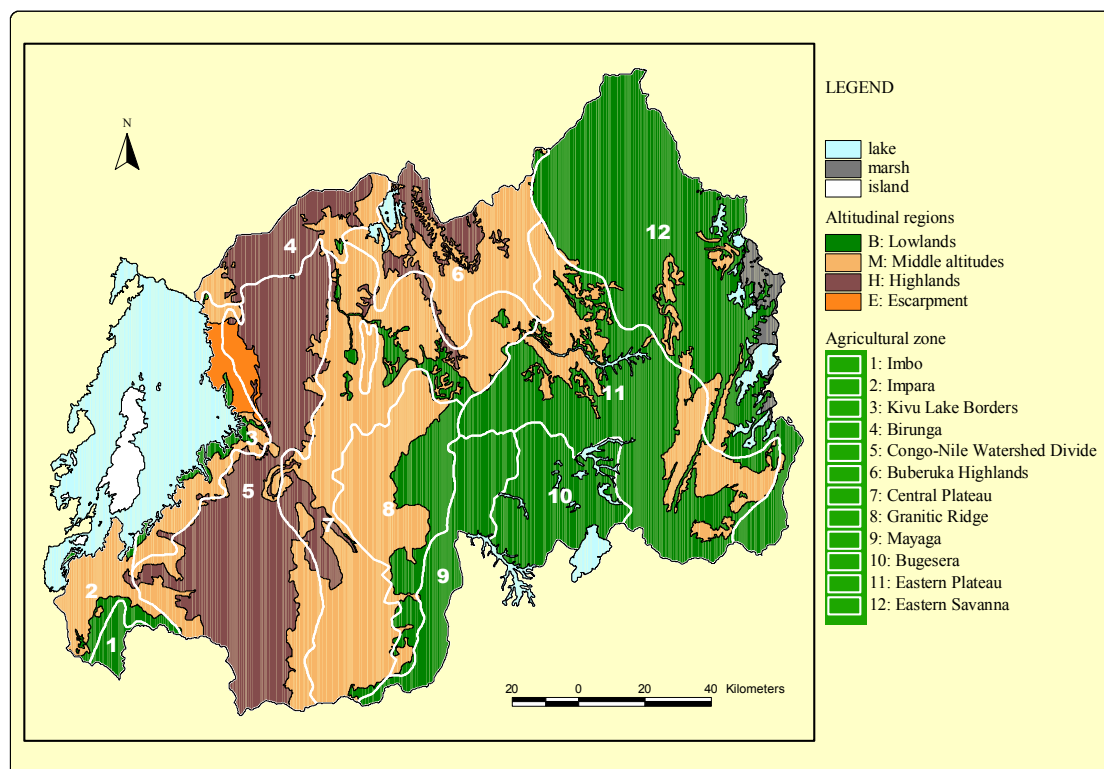 N
1
2
3
4
5
6
7
8
9
10
11
12
20 0 20 40 Kilometers
LEGEND
lake
marsh
island
Altitudinal regions
B: Lowlands
M: Middle altitudes
H: Highlands
E: Escarpment
Agricultural zone
1: Imbo
2: Impara
3: Kivu Lake Borders
4: Birunga
5: Congo-Nile Watershed Divide
6: Buberuka Highlands
7: Central Plateau
8: Granitic Ridge
9: Mayaga
10: Bugesera
11: Eastern Plateau
12: Eastern Savanna